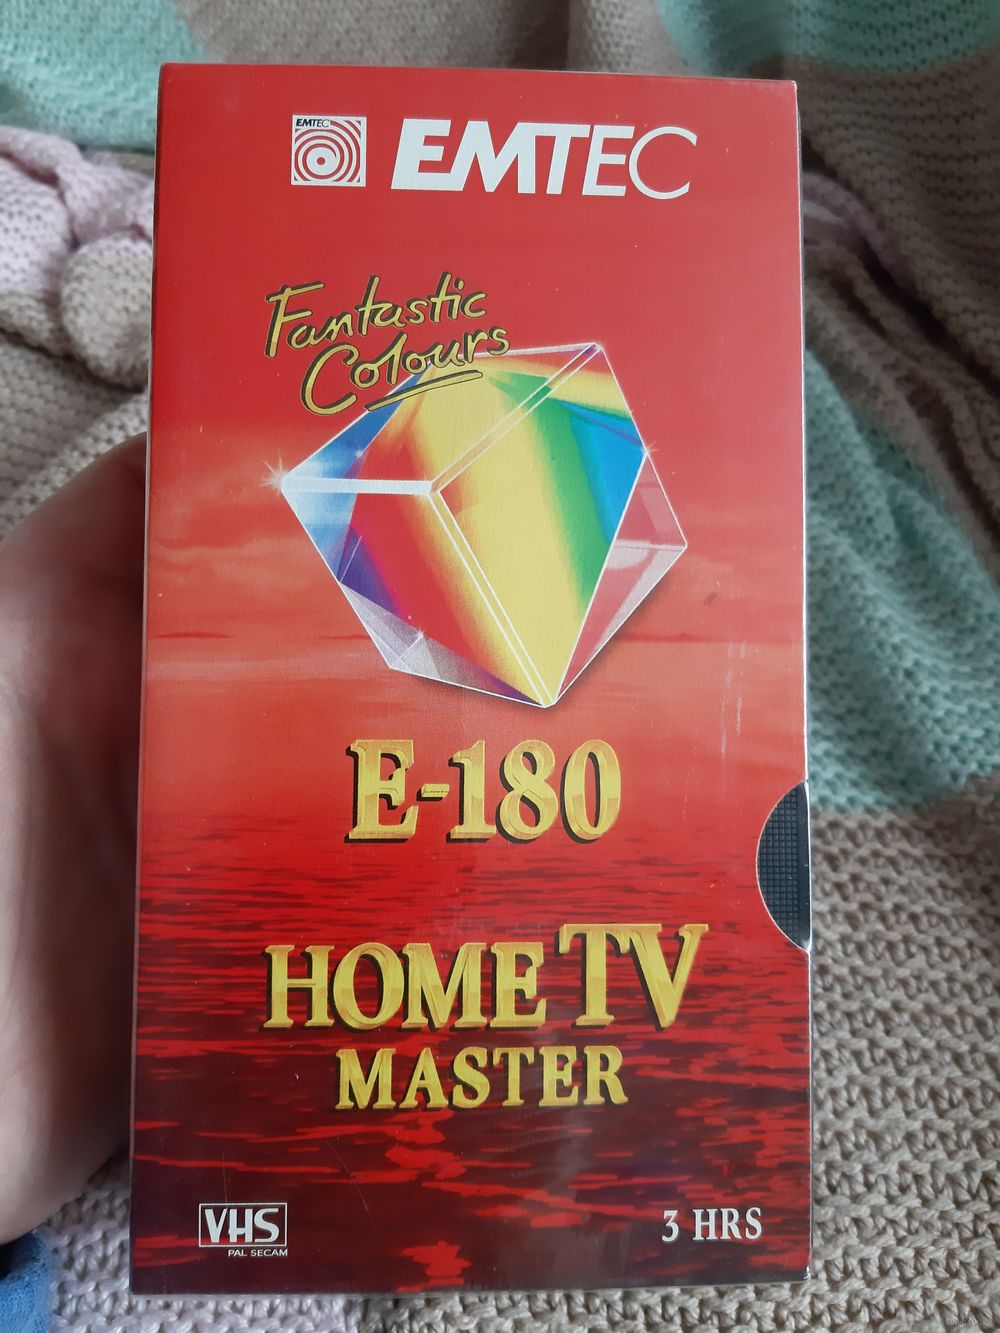 EMTEC
EMTEC
Fantastic
Colours
E-180
HOME TV
MASTER
VHS
PAL SECAM
3 HRS